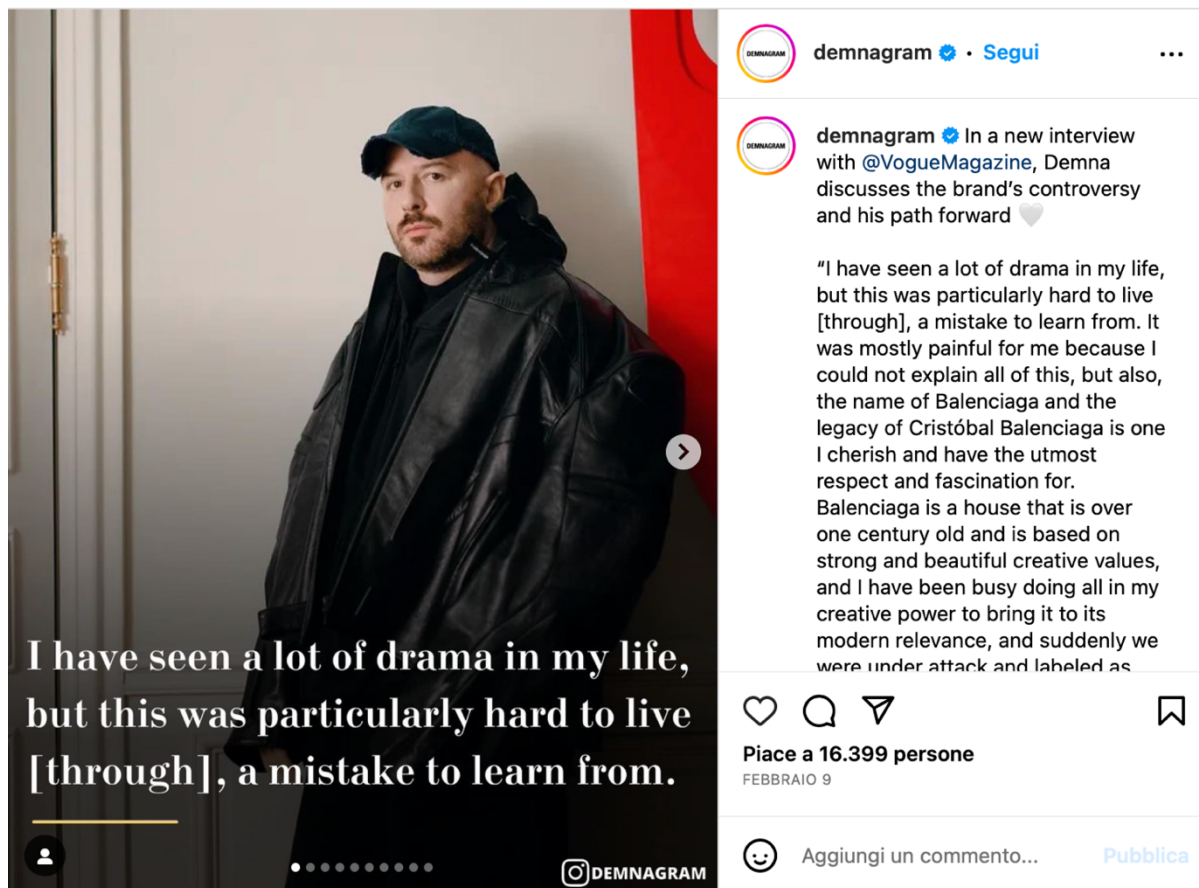 I have seen a lot of drama in my life,
but this was particularly hard to live
[through], a mistake to learn from.
DEMNAGRAM
DEMNAGRAM
demnagram • Segui
DEMNAGRAM
demnagram In a new interview
with @VogueMagazine, Demna
discusses the brand’s controversy
and his path forward 🤍
“I have seen a lot of drama in my life,
but this was particularly hard to live
[through], a mistake to learn from. It
was mostly painful for me because I
could not explain all of this, but also,
the name of Balenciaga and the
legacy of Cristóbal Balenciaga is one
I cherish and have the utmost
respect and fascination for.
Balenciaga is a house that is over
one century old and is based on
strong and beautiful creative values,
and I have been busy doing all in my
creative power to bring it to its
modern relevance, and suddenly we
were under attack and labeled as
Piace a 16.399 persone
FEBBRAIO 9
Aggiungi un commento...
Pubblica